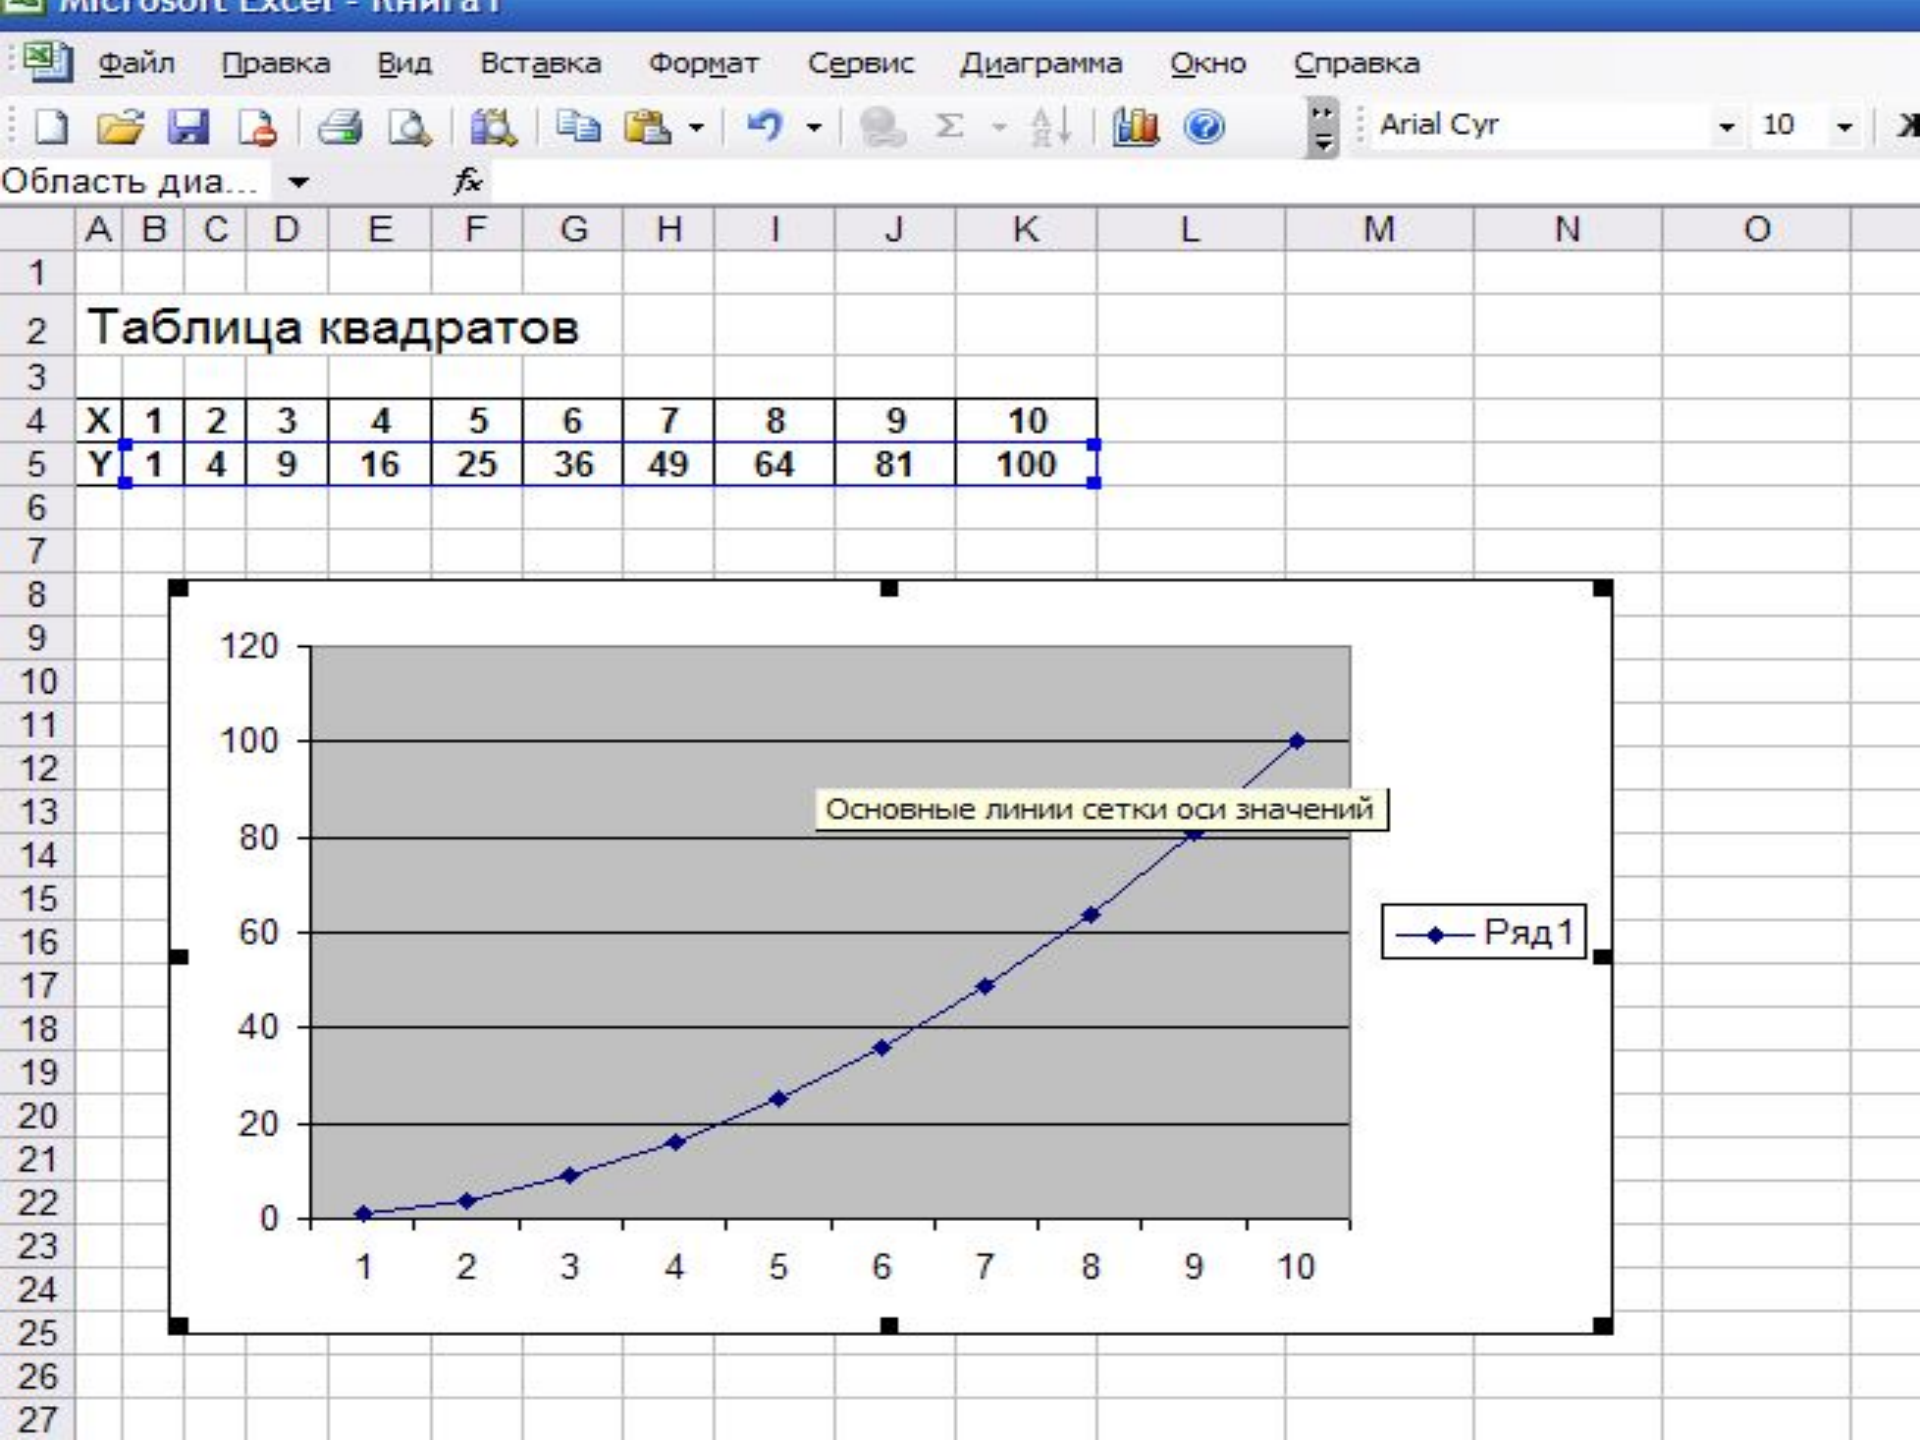 Microsoft Excel - Книга1
Файл Правка Вид Вставка Формат Сервис Диаграмма Окно Справка
Arial Cyr 10 Ж
Область диа... fx
A B C D E F G H I J K L M N O
1
2 Таблица квадратов
3
4 X 1 2 3 4 5 6 7 8 9 10
5 Y 1 4 9 16 25 36 49 64 81 100
6
7
8
9
10
11
12
13
14
15
16
17
18
19
20
21
22
23
24
25
26
27
120
100
Основные линии сетки оси значений
80
60
Ряд1
40
20
0
1 2 3 4 5 6 7 8 9 10